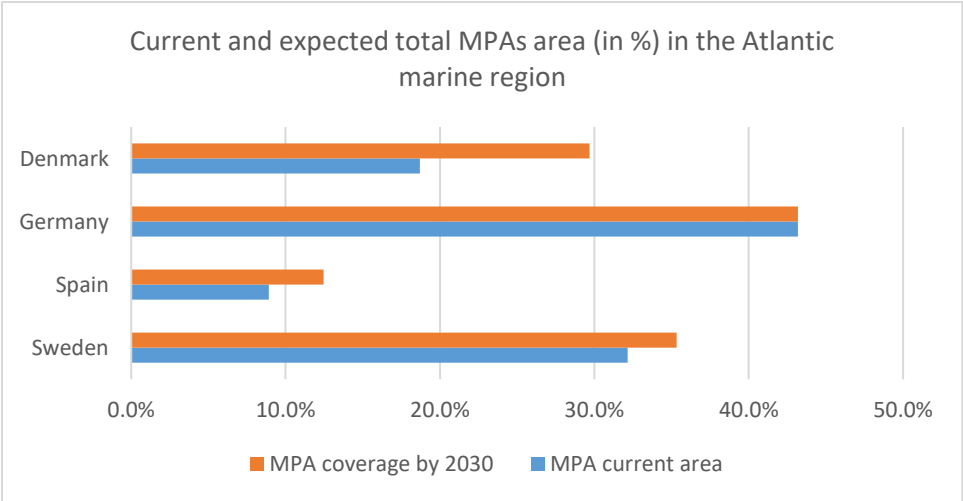 Current and expected total MPAs area (in %) in the Atlantic
marine region
Denmark
Germany
Spain
Sweden
0.0% 10.0% 20.0% 30.0% 40.0% 50.0%
MPA coverage by 2030 MPA current area